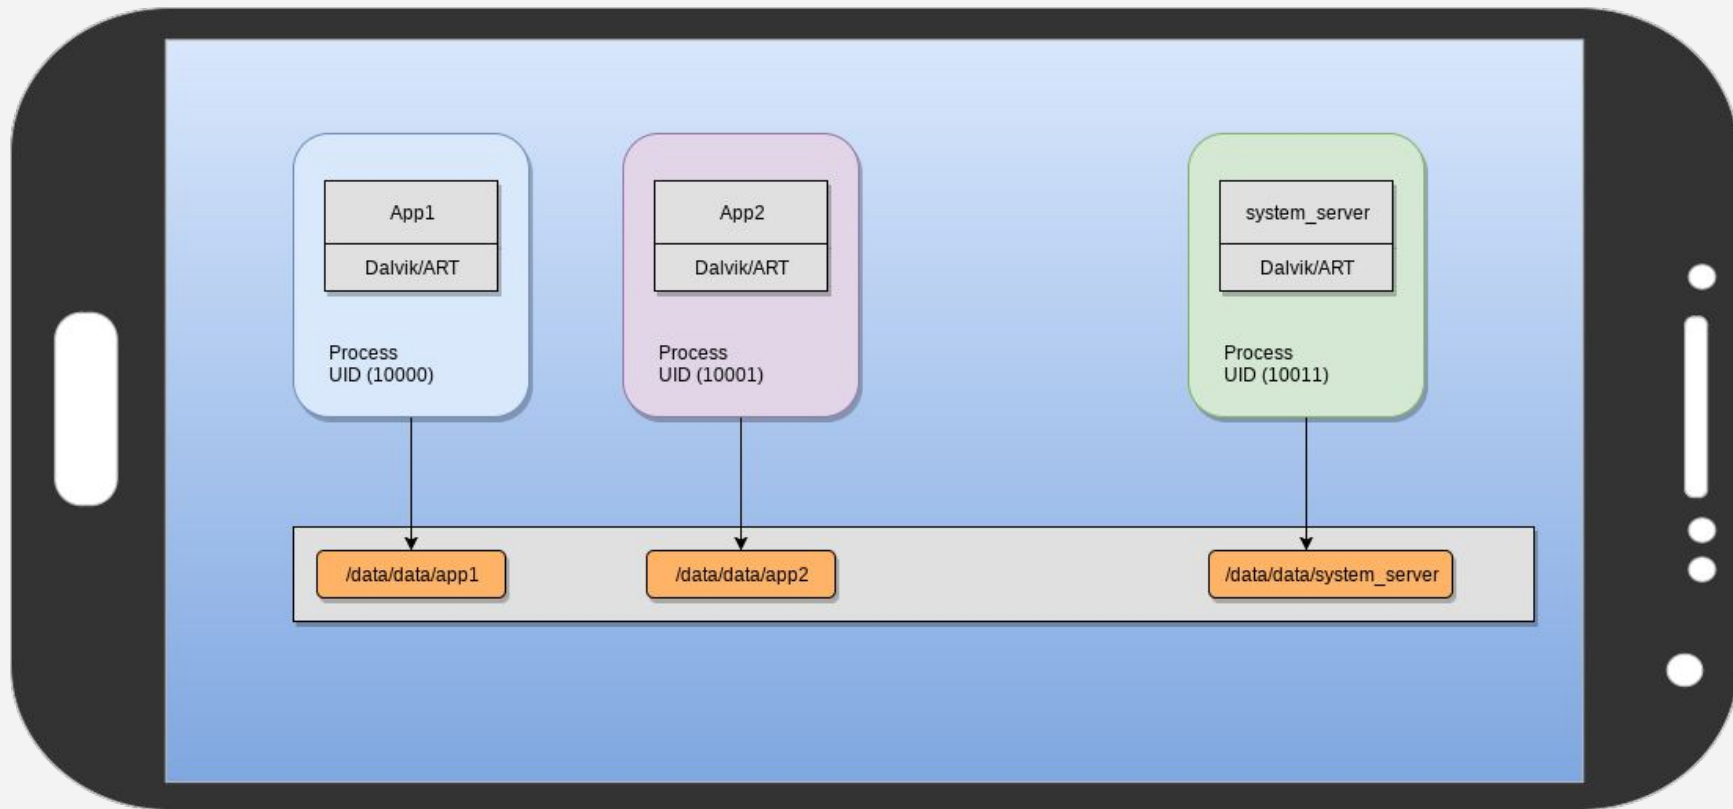 App1
Dalvik/ART
Process
UID (10000)
App2
Dalvik/ART
Process
UID (10001)
system_server
Dalvik/ART
Process
UID (10011)
/data/data/app1
/data/data/app2
/data/data/system_server